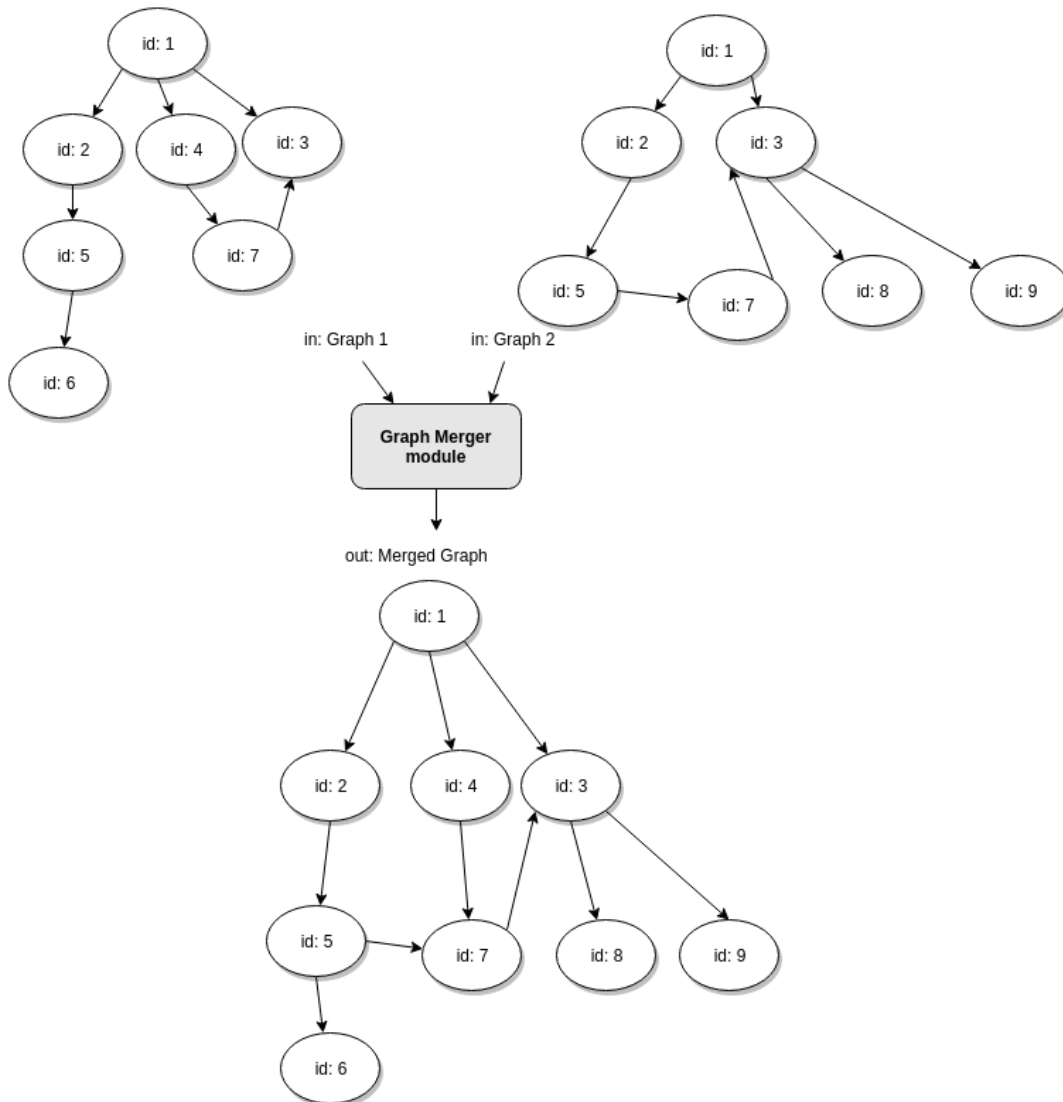 id: 1
id: 2
id: 4
id: 3
id: 5
id: 7
id: 6
id: 1
id: 2
id: 3
id: 5
id: 7
id: 8
id: 9
in: Graph 1
in: Graph 2
Graph Merger
module
out: Merged Graph
id: 1
id: 2
id: 4
id: 3
id: 5
id: 7
id: 8
id: 9
id: 6